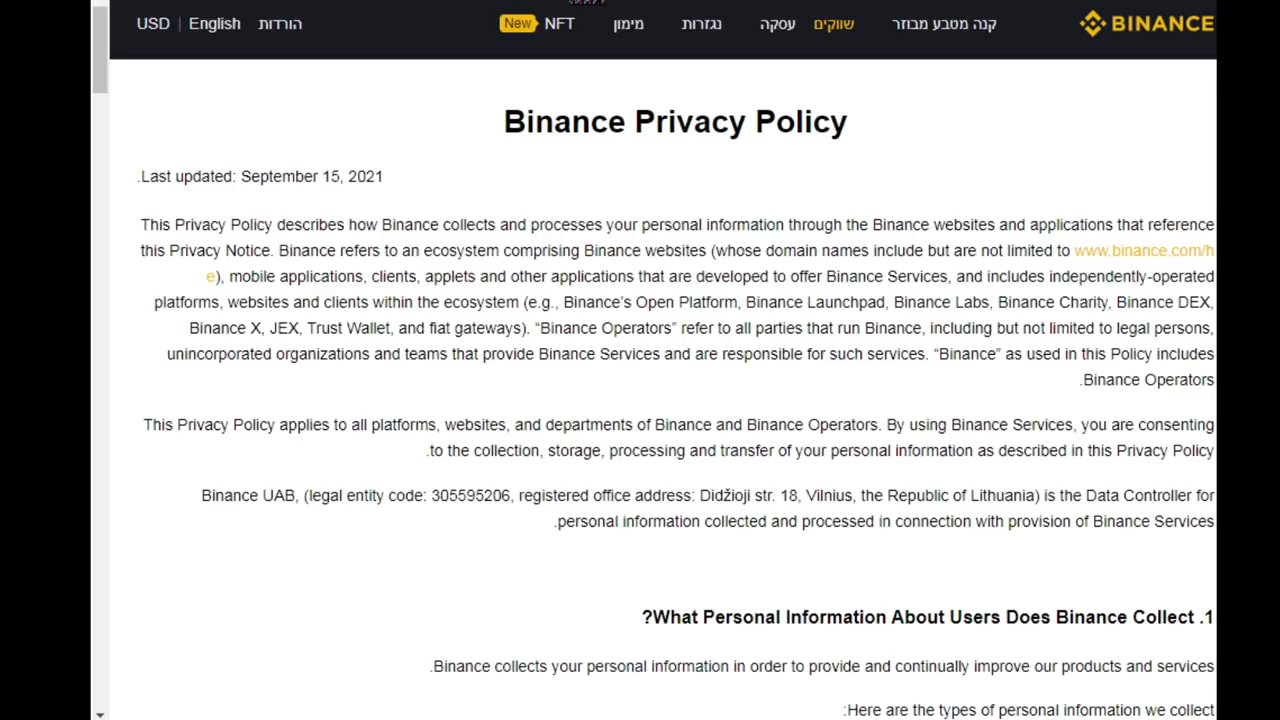 BINANCE
קנה מטבע מבוזר
שווקים
עסקה
נגזרות
מימון
NFT New
הורדות
English | USD
Binance Privacy Policy
Last updated: September 15, 2021.
This Privacy Policy describes how Binance collects and processes your personal information through the Binance websites and applications that reference
this Privacy Notice. Binance refers to an ecosystem comprising Binance websites (whose domain names include but are not limited to www.binance.com/h
e), mobile applications, clients, applets and other applications that are developed to offer Binance Services, and includes independently-operated
platforms, websites and clients within the ecosystem (e.g., Binance’s Open Platform, Binance Launchpad, Binance Labs, Binance Charity, Binance DEX,
Binance X, JEX, Trust Wallet, and fiat gateways). “Binance Operators” refer to all parties that run Binance, including but not limited to legal persons,
unincorporated organizations and teams that provide Binance Services and are responsible for such services. “Binance” as used in this Policy includes
Binance Operators.
This Privacy Policy applies to all platforms, websites, and departments of Binance and Binance Operators. By using Binance Services, you are consenting
to the collection, storage, processing and transfer of your personal information as described in this Privacy Policy.
Binance UAB, (legal entity code: 305595206, registered office address: Didžioji str. 18, Vilnius, the Republic of Lithuania) is the Data Controller for
personal information collected and processed in connection with provision of Binance Services.
1. What Personal Information About Users Does Binance Collect?
Binance collects your personal information in order to provide and continually improve our products and services.
Here are the types of personal information we collect: